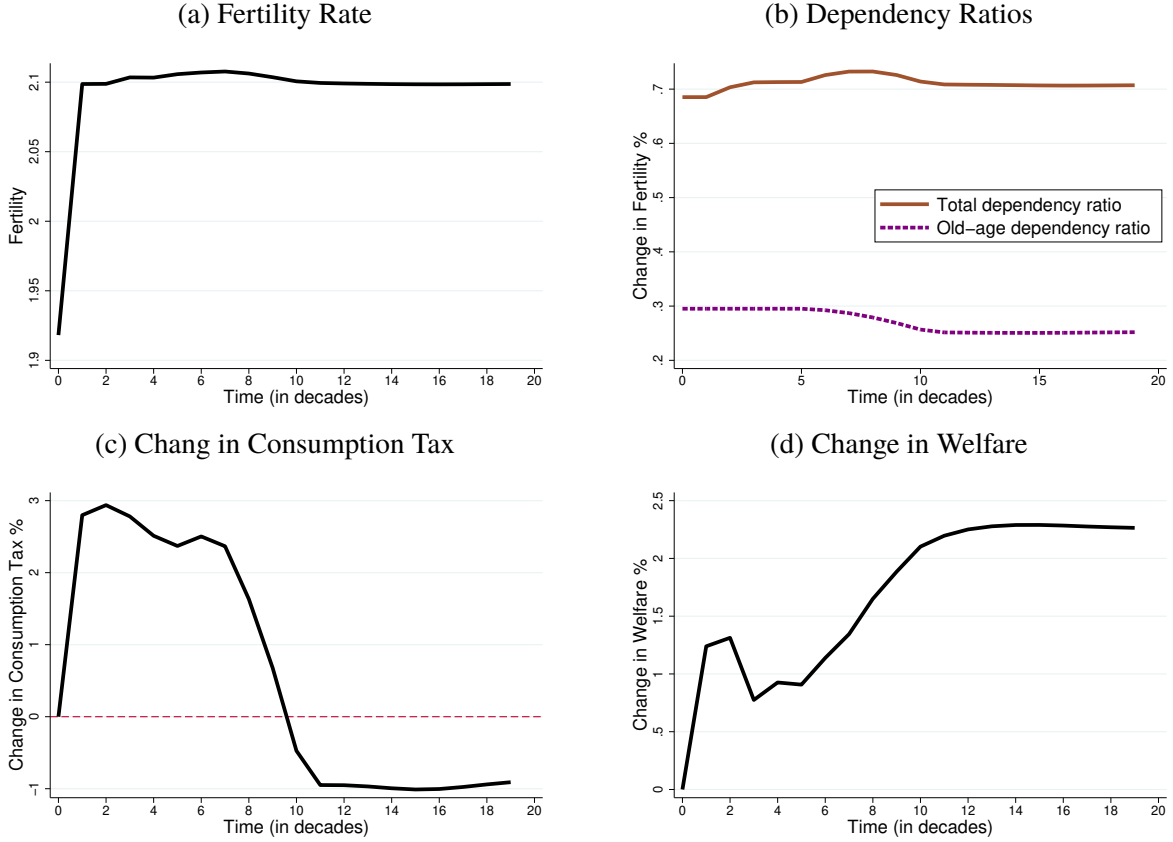 (a) Fertility Rate
Fertility
2.1
2.05
2
1.95
1.9
0 2 4 6 8 10 12 14 16 18 20
Time (in decades)
(b) Dependency Ratios
Change in Fertility %
.7
.6
.5
.4
.3
.2
Total dependency ratio
Old-age dependency ratio
0 5 10 15 20
Time (in decades)
(c) Chang in Consumption Tax
Change in Consumption Tax %
3
2
1
0
-1
0 2 4 6 8 10 12 14 16 18 20
Time (in decades)
(d) Change in Welfare
Change in Welfare %
2.5
2
1.5
1
.5
0
0 2 4 6 8 10 12 14 16 18 20
Time (in decades)